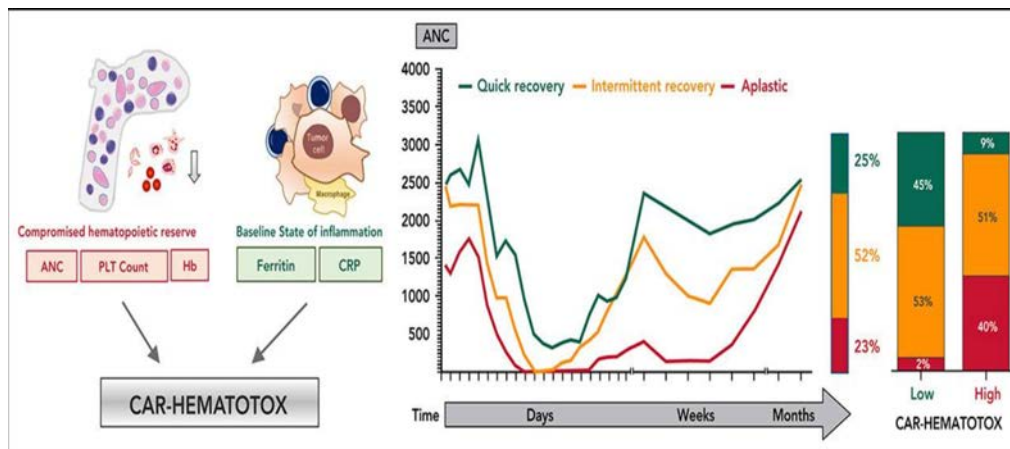 Tumor
cell
Macrophage
Compromised hematopoietic reserve
ANC
PLT Count
Hb
Baseline State of inflammation
Ferritin
CRP
CAR-HEMATOTOX
ANC
4000
3500
3000
2500
2000
1500
1000
500
Quick recovery
Intermittent recovery
Aplastic
Time
Days
Weeks
Months
25%
52%
23%
45%
53%
2%
9%
51%
40%
Low
High
CAR-HEMATOTOX